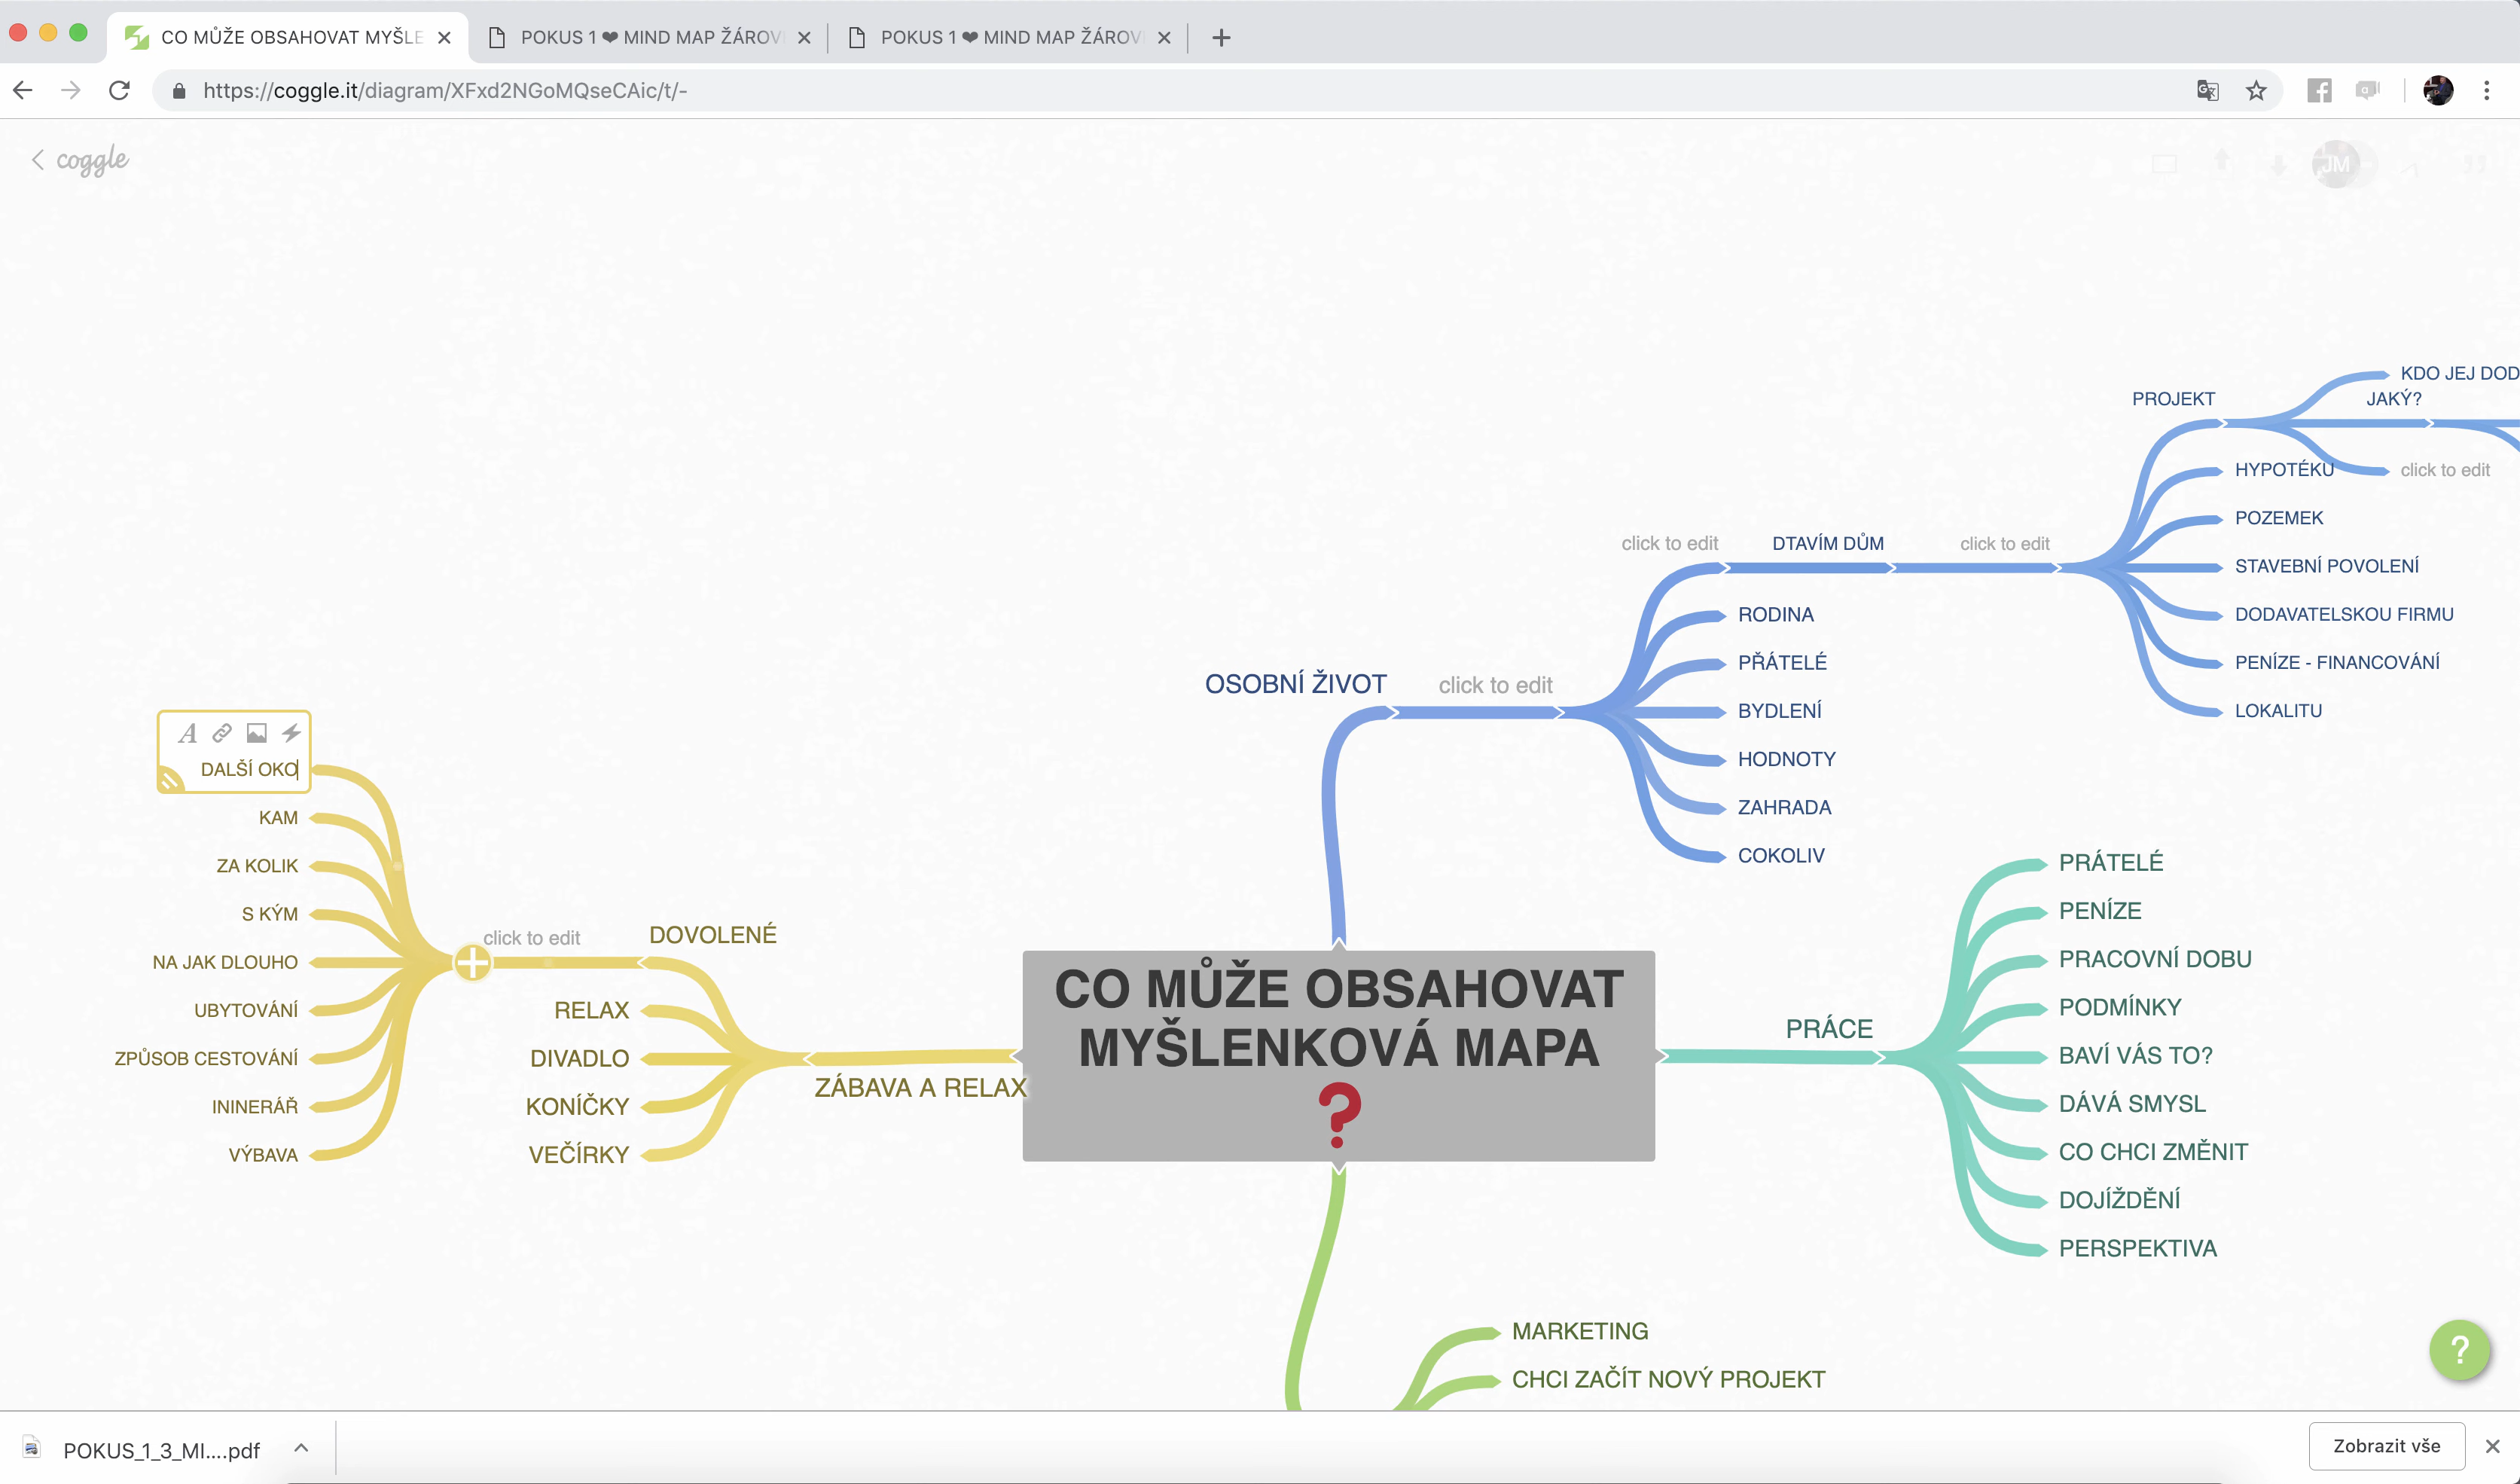 CO MŮŽE OBSAHOVAT MYŠLE
POKUS 1 ❤ MIND MAP ŽÁROV
POKUS 1 ❤ MIND MAP ŽÁROV
https://coggle.it/diagram/XFxd2NGoMQseCAic/t/-
coggle
JM
KDO JEJ DOD
PROJEKT
JAKÝ?
HYPOTÉKU
click to edit
POZEMEK
click to edit
DTAVÍM DŮM
click to edit
STAVEBNÍ POVOLENÍ
RODINA
DODAVATELSKOU FIRMU
PŘÁTELÉ
PENÍZE - FINANCOVÁNÍ
OSOBNÍ ŽIVOT
click to edit
BYDLENÍ
LOKALITU
HODNOTY
ZAHRADA
COKOLIV
DALŠÍ OKO
KAM
ZA KOLIK
S KÝM
NA JAK DLOUHO
UBYTOVÁNÍ
ZPŮSOB CESTOVÁNÍ
ININERÁŘ
VÝBAVA
click to edit
DOVOLENÉ
RELAX
DIVADLO
KONÍČKY
VEČÍRKY
ZÁBAVA A RELAX
CO MŮŽE OBSAHOVAT
MYŠLENKOVÁ MAPA
?
PRÁCE
PRÁTELÉ
PENÍZE
PRACOVNÍ DOBU
PODMÍNKY
BAVÍ VÁS TO?
DÁVÁ SMYSL
CO CHCI ZMĚNIT
DOJÍŽDĚNÍ
PERSPEKTIVA
MARKETING
CHCI ZAČÍT NOVÝ PROJEKT
?
POKUS_1_3_MI....pdf
Zobrazit vše